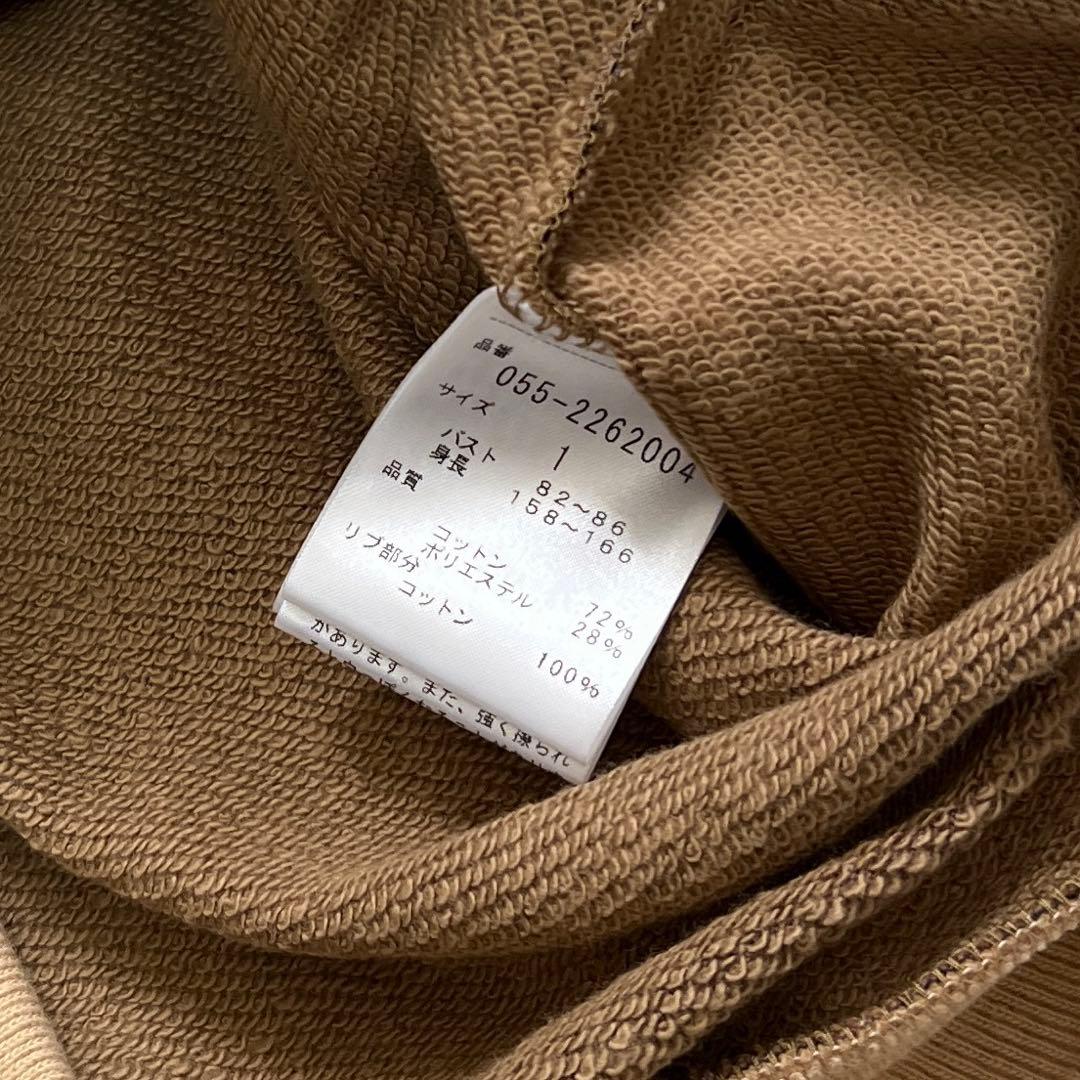 品番
055-2262004
サイズ
1
バスト 82～86
身長 158～166
品質
コットン 72%
ポリエステル 28%
リブ部分
コットン 100%
があります。また、強く擦られ